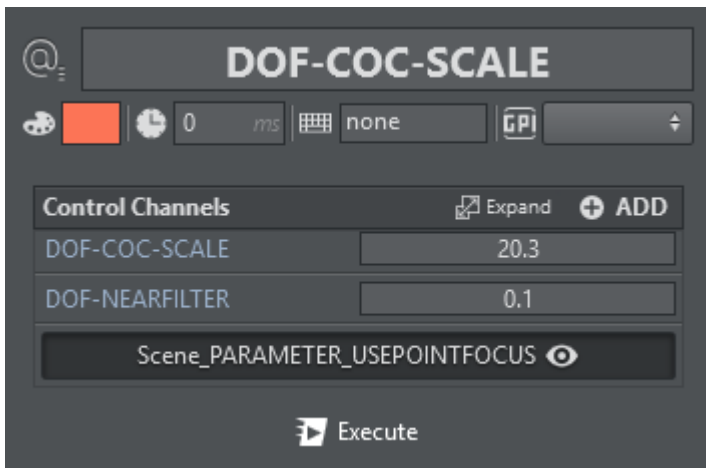 @ DOF-COC-SCALE
0 ms none GPI
Control Channels Expand ADD
DOF-COC-SCALE 20.3
DOF-NEARFILTER 0.1
Scene_PARAMETER_USEPOINTFOCUS
Execute